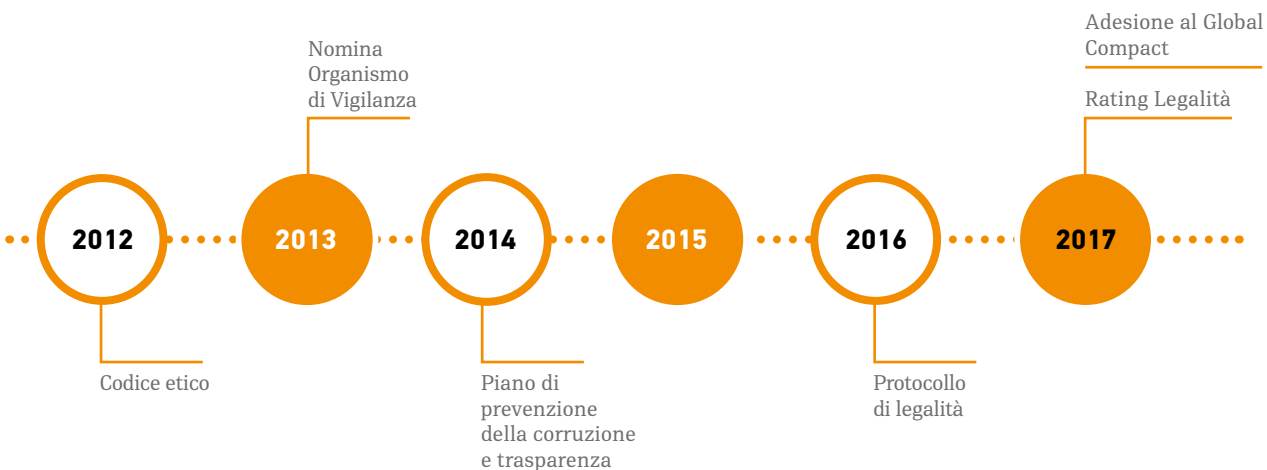 Adesione al Global
Compact
Rating Legalità
Nomina
Organismo
di Vigilanza
2012
2013
2014
2015
2016
2017
Codice etico
Piano di
prevenzione
della corruzione
e trasparenza
Protocollo
di legalità